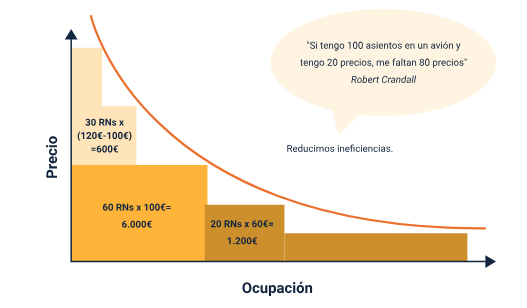 "Si tengo 100 asientos en un avión y
tengo 20 precios, me faltan 80 precios"
Robert Crandall
Reducimos ineficiencias.
Precio
30 RNs x
(120€-100€)
=600€
60 RNs x 100€=
6.000€
20 RNs x 60€=
1.200€
Ocupación